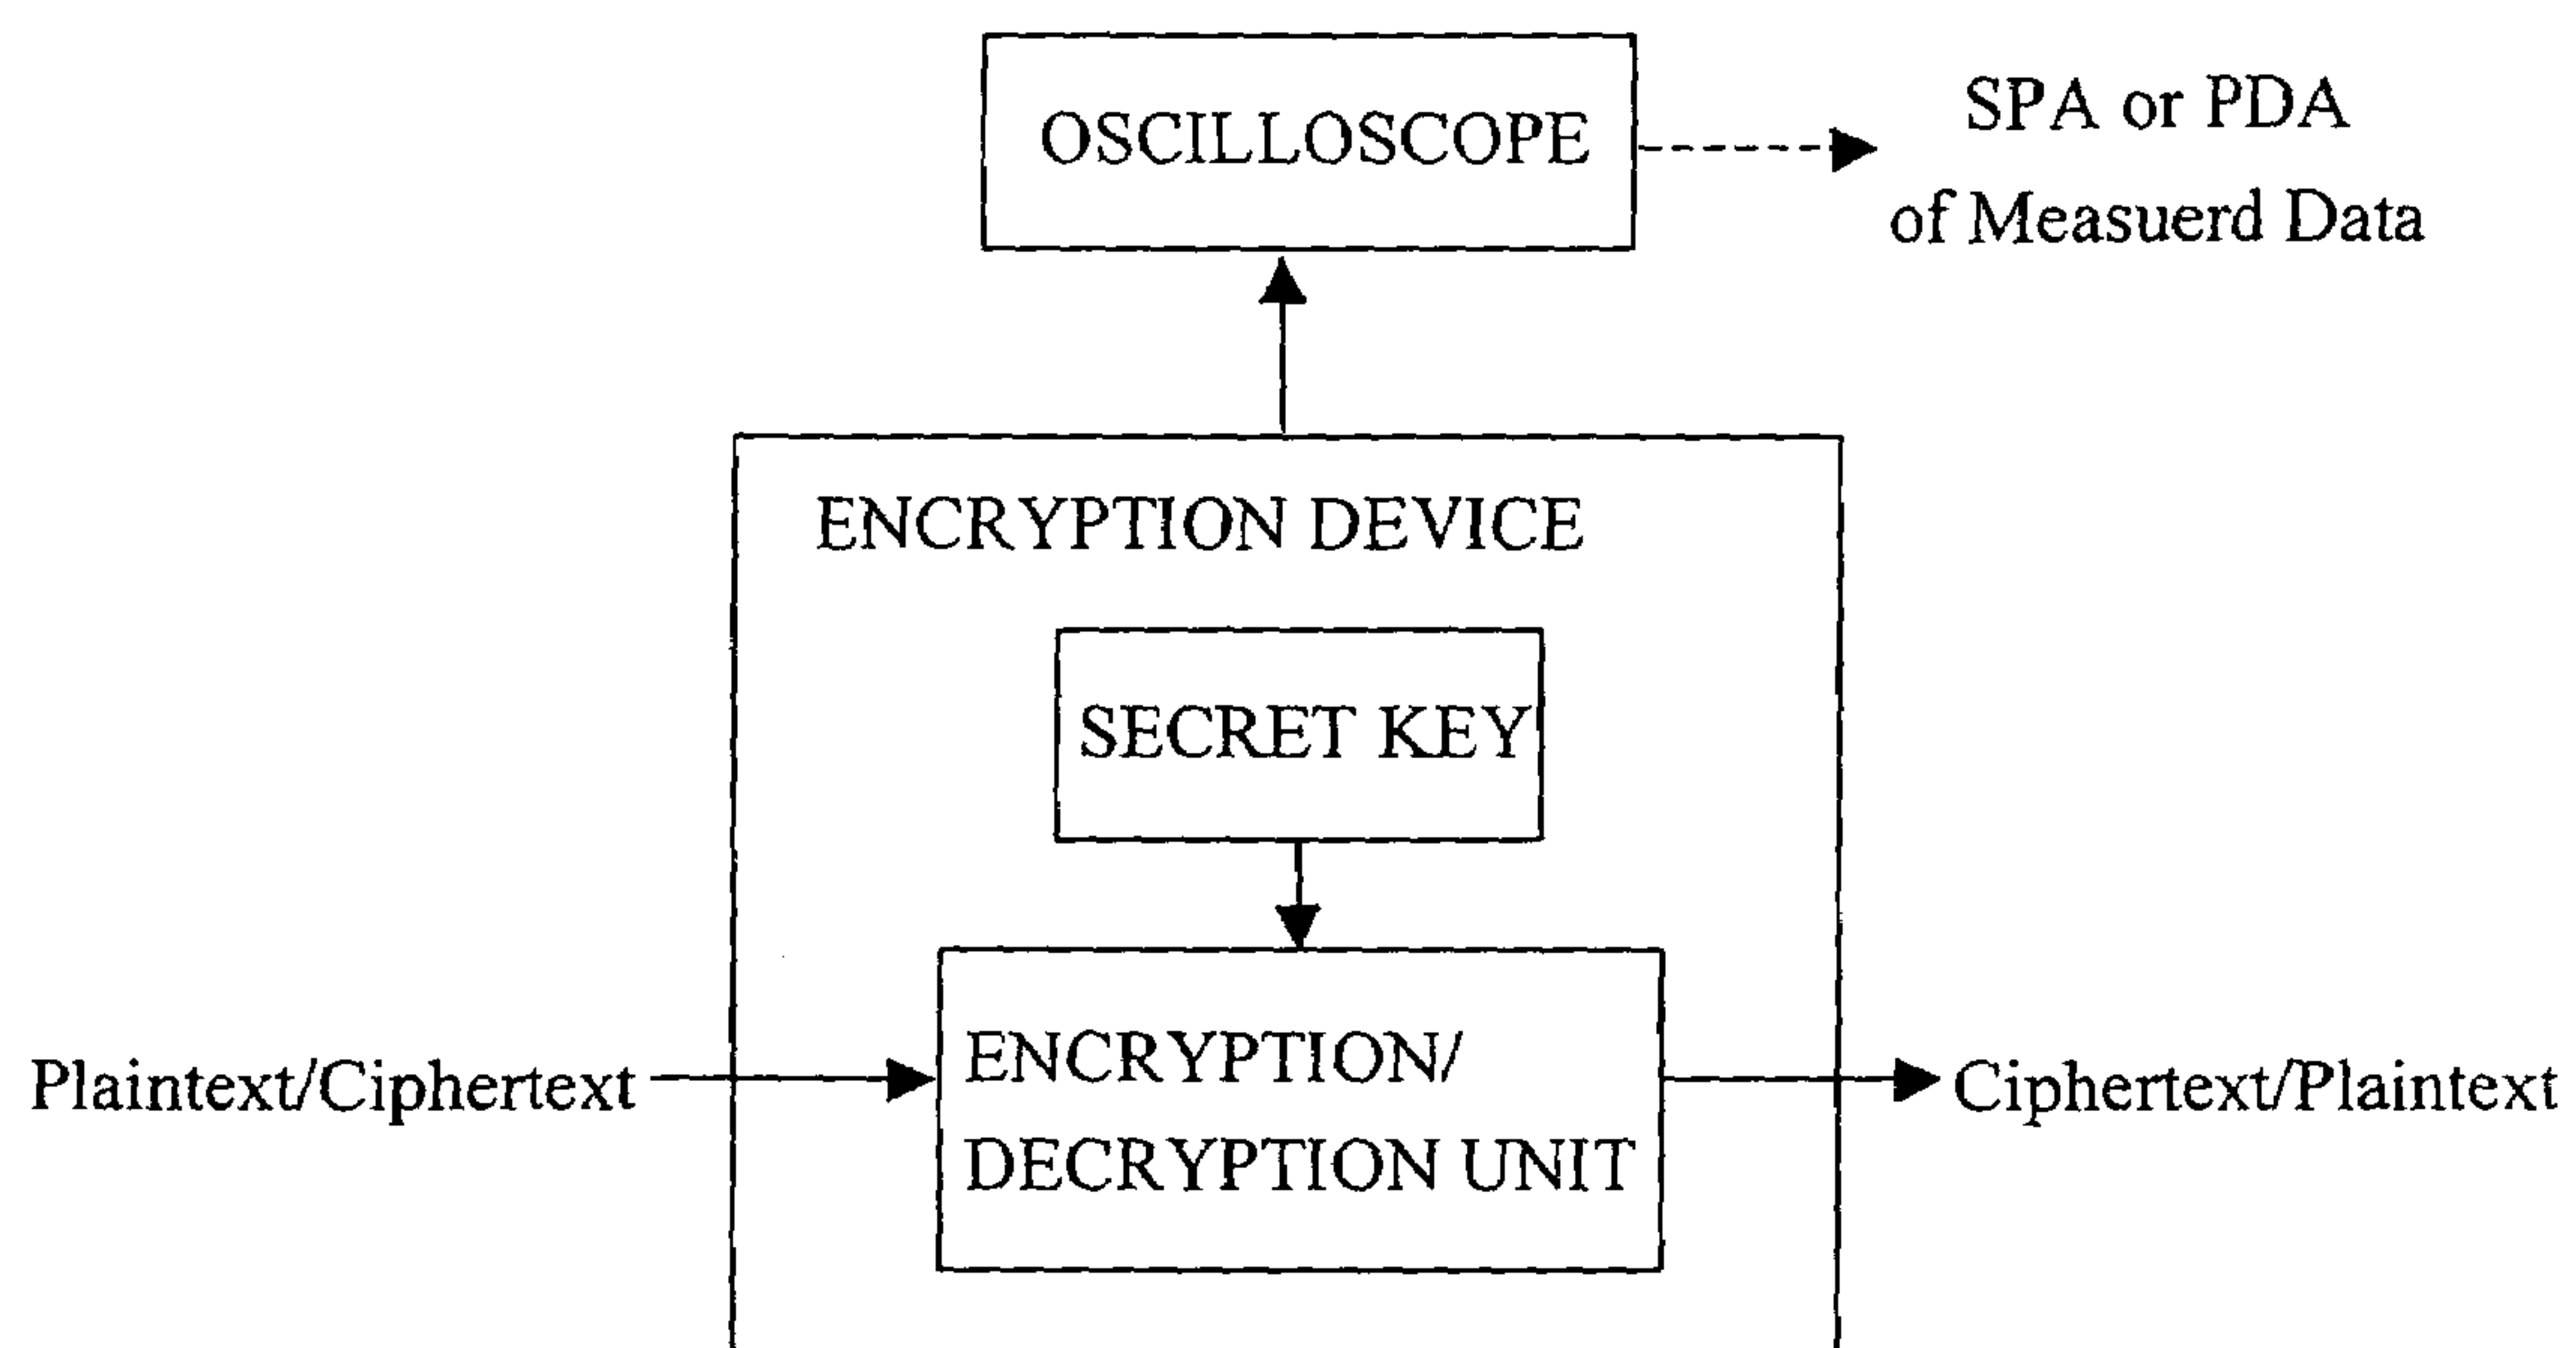 OSCILLOSCOPE
SPA or PDA
of Measuerd Data
ENCRYPTION DEVICE
SECRET KEY
Plaintext/Ciphertext
ENCRYPTION/
DECRYPTION UNIT
Ciphertext/Plaintext